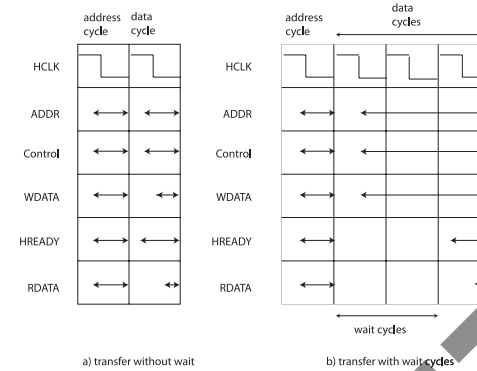 address cycle
data cycle
HCLK
ADDR
Control
WDATA
HREADY
RDATA
a) transfer without wait
address cycle
data cycles
HCLK
ADDR
Control
WDATA
HREADY
RDATA
wait cycles
b) transfer with wait cycles